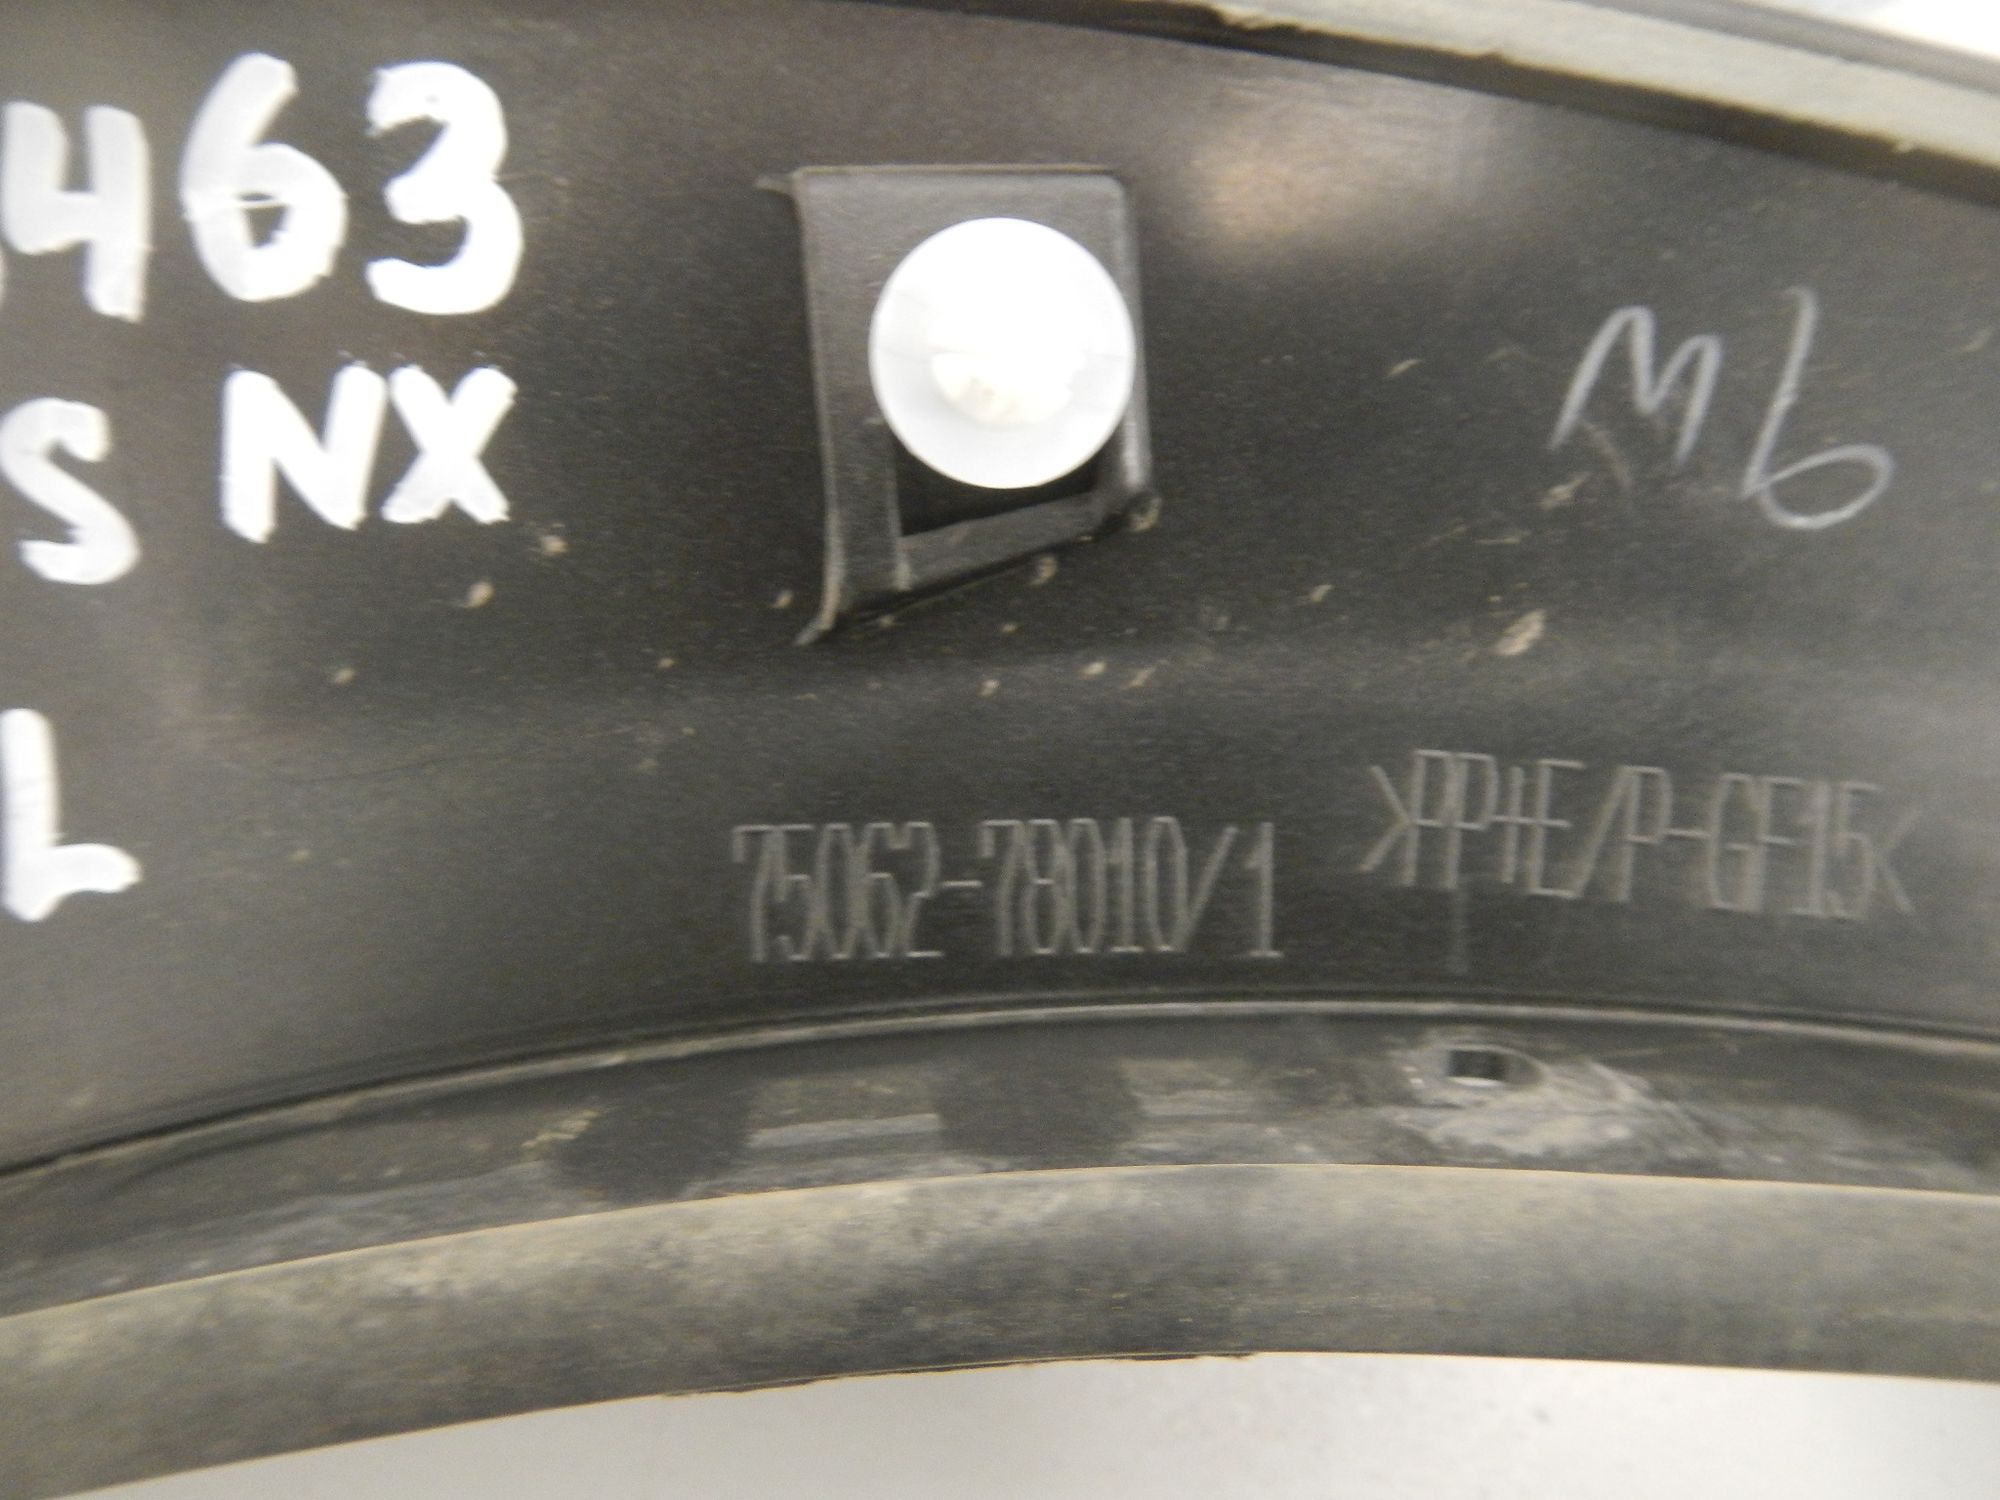 463
S NX
L
M6
75062-78010/1
>PP+E/P-GF15<